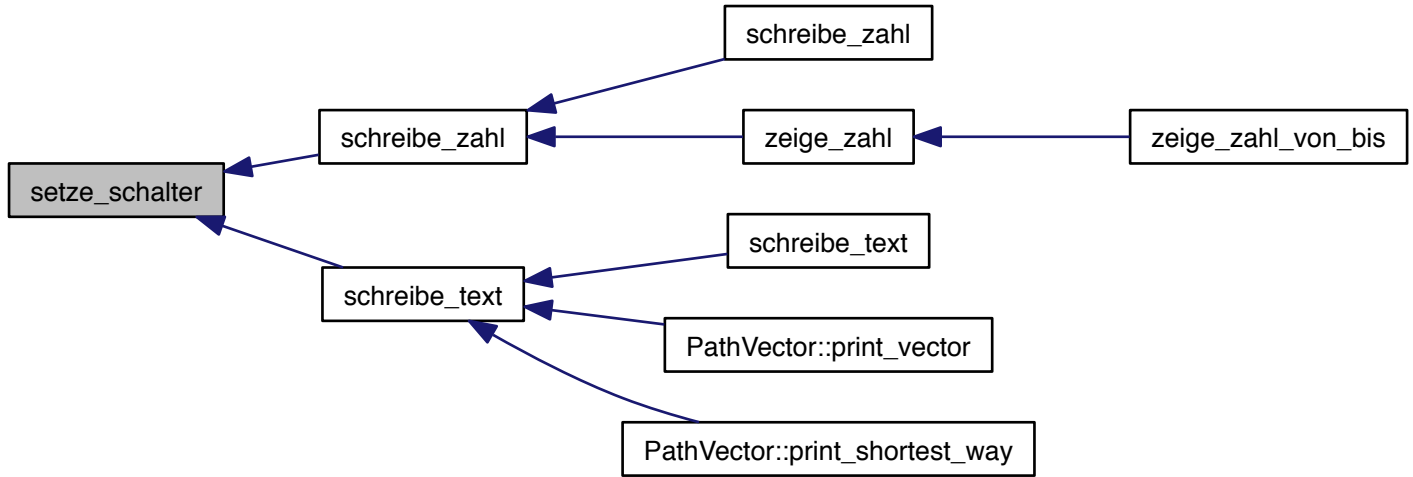 schreibe_zahl
schreibe_zahl
zeige_zahl
zeige_zahl_von_bis
setze_schalter
schreibe_text
schreibe_text
PathVector::print_vector
PathVector::print_shortest_way